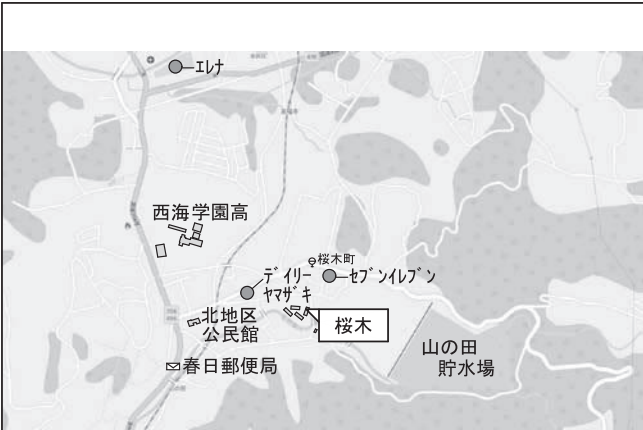 エレナ
西海学園高
桜木町
デイリー
ヤマザキ
セブンイレブン
北地区
公民館
桜木
山の田
貯水場
春日郵便局